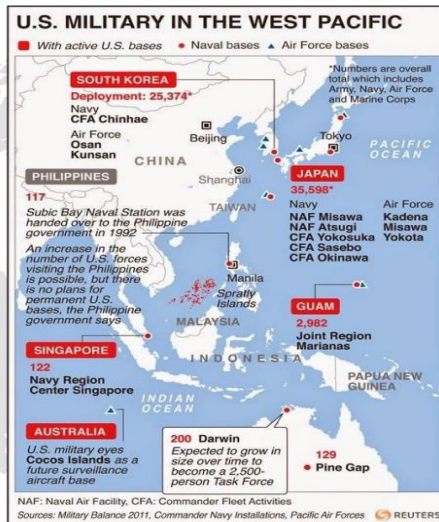 U.S. MILITARY IN THE WEST PACIFIC
With active U.S. bases
Naval bases
Air Force bases
SOUTH KOREA
Deployment: 25,374*
Navy
CFA Chinhae
Air Force
Osan
Kunsan
*Numbers are overall
total which includes
Army, Navy, Air Force
and Marine Corps
Beijing
Tokyo
PACIFIC
OCEAN
CHINA
Shanghai
TAIWAN
JAPAN
35,598*
Navy
NAF Misawa
NAF Atsugi
CFA Yokosuka
CFA Sasebo
CFA Okinawa
Air Force
Kadena
Misawa
Yokota
PHILIPPINES
117
Subic Bay Naval Station was
handed over to the Philippine
government in 1992
An increase in the
number of U.S. forces
visiting the Philippines
is possible, but there
is no plans for
permanent U.S.
bases, the Philippine
government says
Manila
Spratly
Islands
MALAYSIA
GUAM
2,982
Joint Region
Marianas
SINGAPORE
122
Navy Region
Center Singapore
INDONESIA
PAPUA NEW
GUINEA
INDIAN
OCEAN
AUSTRALIA
U.S. military eyes
Cocos Islands as a
future surveillance
aircraft base
200 Darwin
Expected to grow in
size over time to
become a 2,500-
person Task Force
129
Pine Gap
NAF: Naval Air Facility, CFA: Commander Fleet Activities
Sources: Military Balance 2011, Commander Navy Installations, Pacific Air Forces
REUTERS